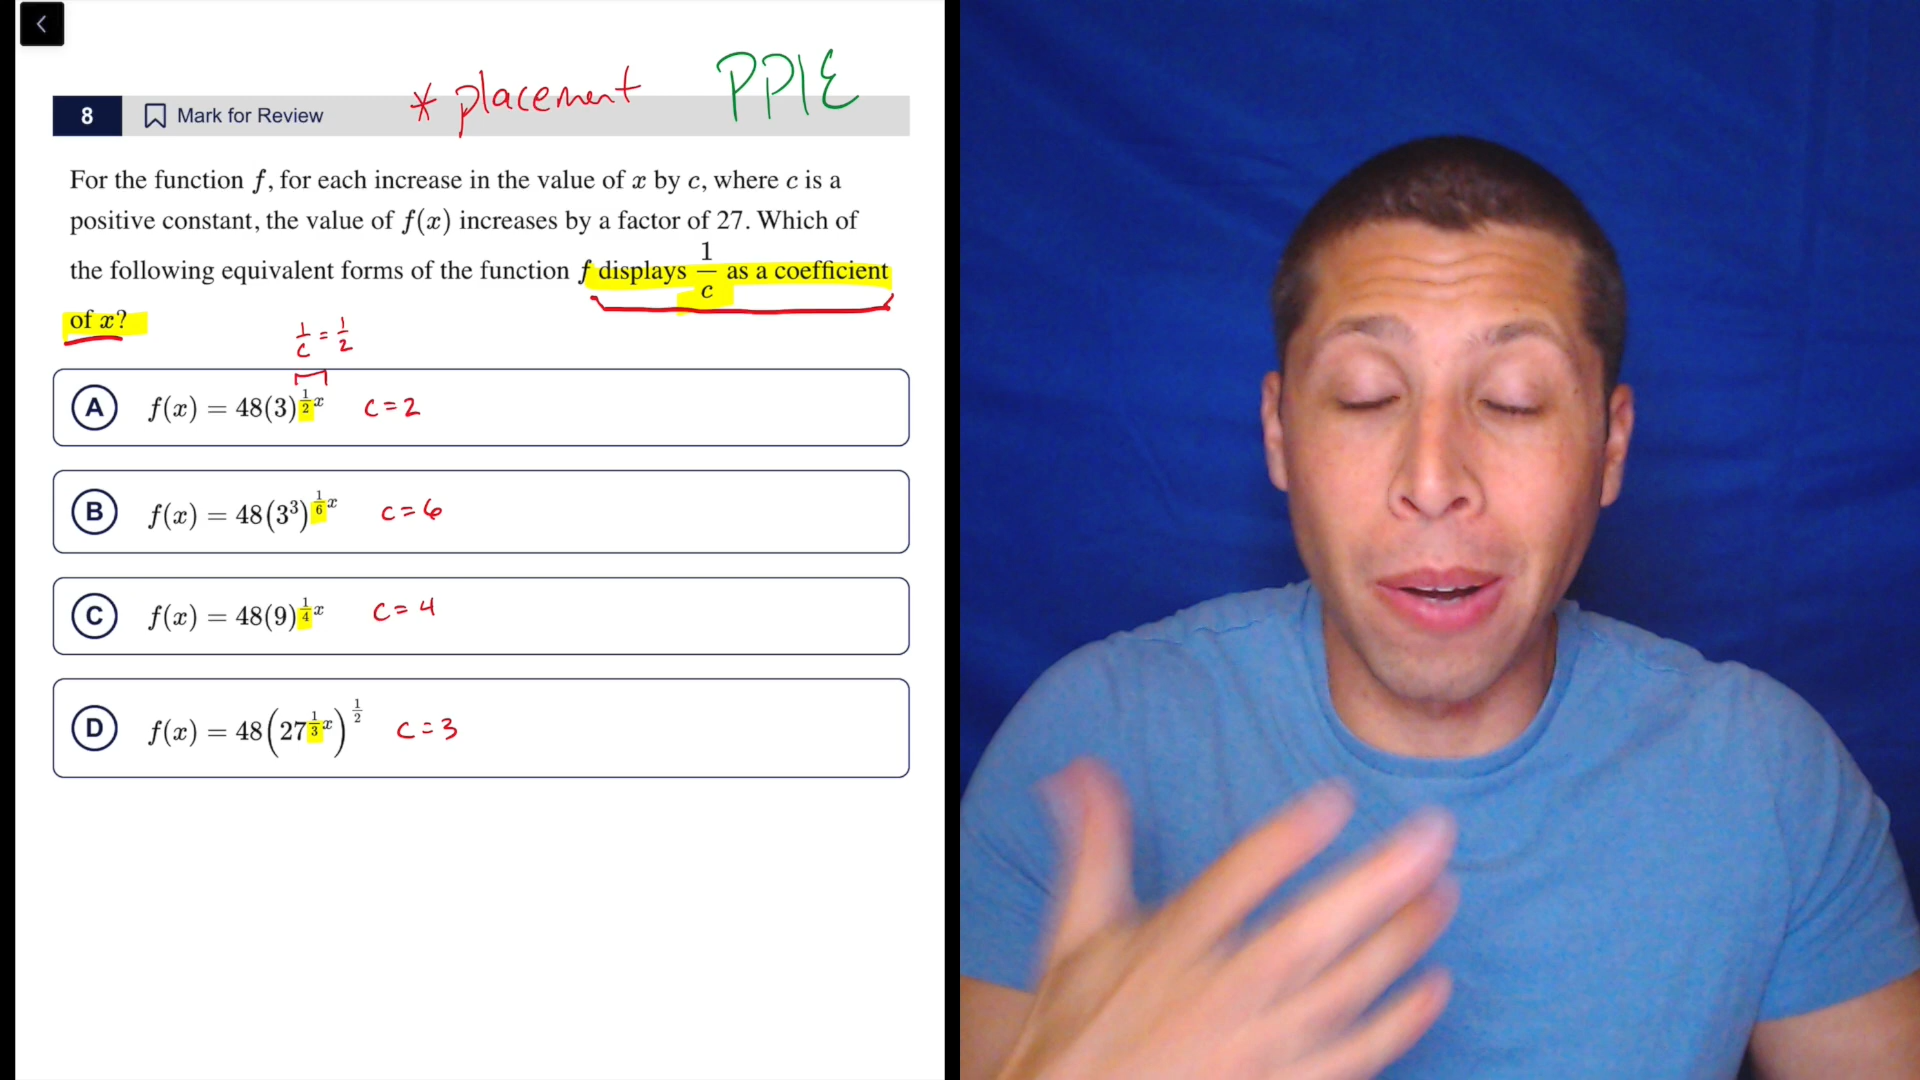 * placement PPIE
8 Mark for Review
For the function f, for each increase in the value of x by c, where c is a
positive constant, the value of f(x) increases by a factor of 27. Which of
the following equivalent forms of the function f displays 1/c as a coefficient
of x?
1/c = 1/2
A f(x) = 48(3)^(1/2 x) c = 2
B f(x) = 48(3³)^(1/6 x) c = 6
C f(x) = 48(9)^(1/4 x) c = 4
D f(x) = 48(27^(1/3 x))^(1/2) c = 3